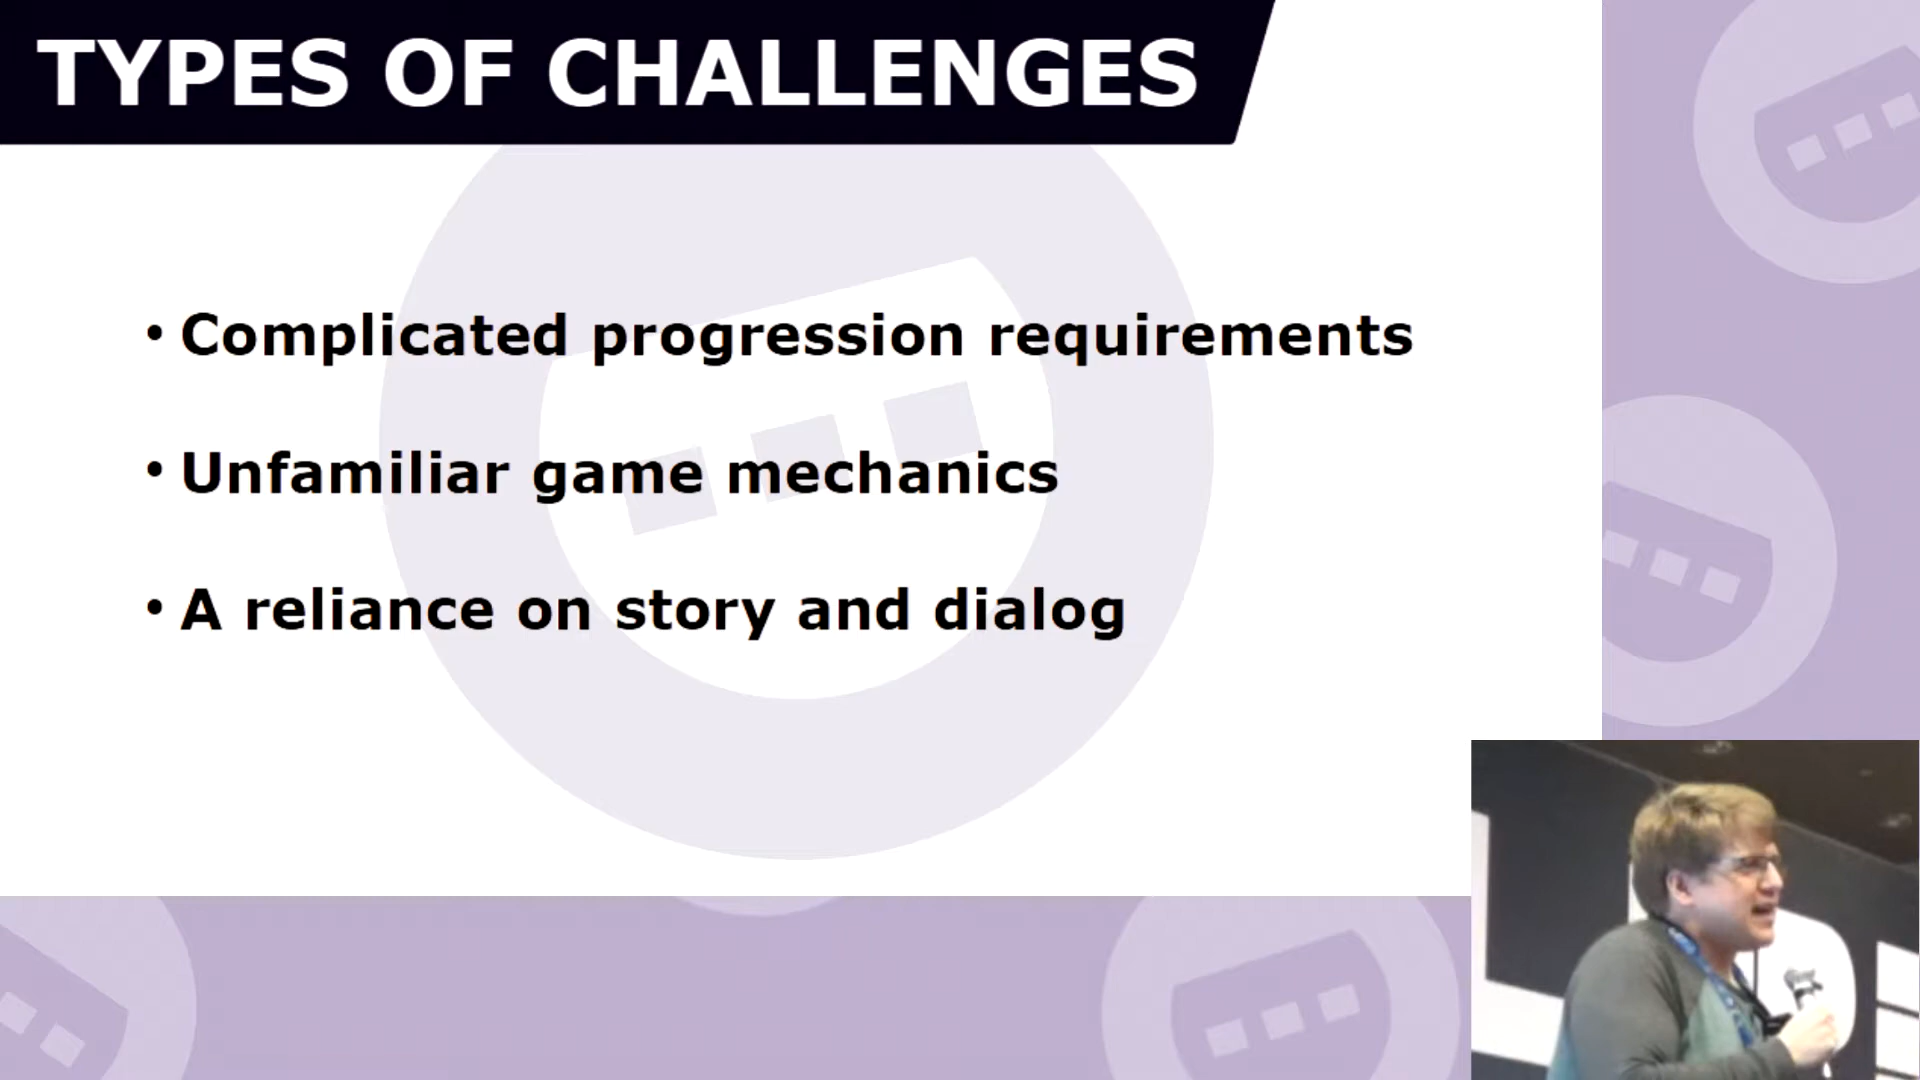 TYPES OF CHALLENGES
• Complicated progression requirements
• Unfamiliar game mechanics
• A reliance on story and dialog